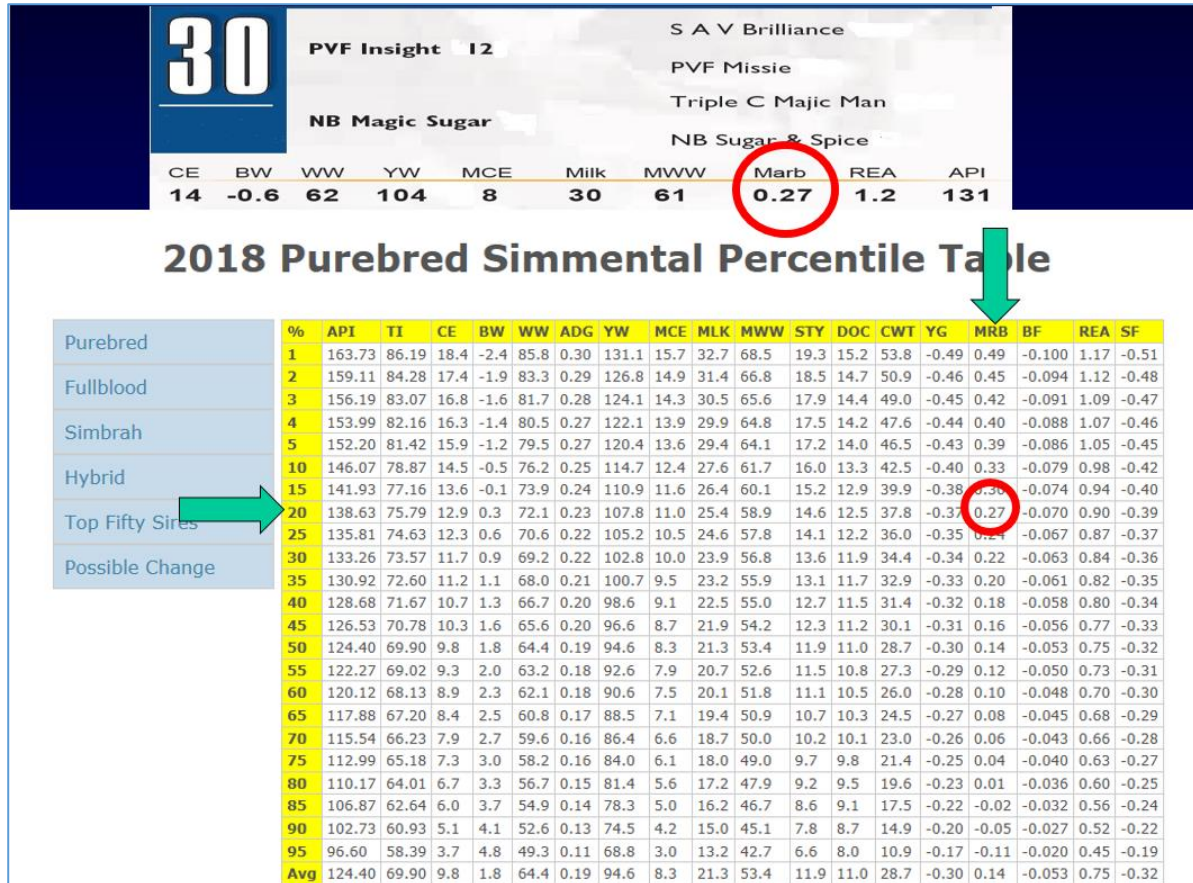 30
PVF Insight 12
NB Magic Sugar
S A V Brilliance
PVF Missie
Triple C Majic Man
NB Sugar & Spice
CE BW WW YW MCE Milk MWW Marb REA API
14 -0.6 62 104 8 30 61 0.27 1.2 131
2018 Purebred Simmental Percentile Table
Purebred
Fullblood
Simbrah
Hybrid
Top Fifty Sires
Possible Change
% API TI CE BW WW ADG YW MCE MLK MWW STY DOC CWT YG MRB BF REA SF
1 163.73 86.19 18.4 -2.4 85.8 0.30 131.1 15.7 32.7 68.5 19.3 15.2 53.8 -0.49 0.49 -0.100 1.17 -0.51
2 159.11 84.28 17.4 -1.9 83.3 0.29 126.8 14.9 31.4 66.8 18.5 14.7 50.9 -0.46 0.45 -0.094 1.12 -0.48
3 156.19 83.07 16.8 -1.6 81.7 0.28 124.1 14.3 30.5 65.6 17.9 14.4 49.0 -0.45 0.42 -0.091 1.09 -0.47
4 153.99 82.16 16.3 -1.4 80.5 0.27 122.1 13.9 29.9 64.8 17.5 14.2 47.6 -0.44 0.40 -0.088 1.07 -0.46
5 152.20 81.42 15.9 -1.2 79.5 0.27 120.4 13.6 29.4 64.1 17.2 14.0 46.5 -0.43 0.39 -0.086 1.05 -0.45
10 146.07 78.87 14.5 -0.5 76.2 0.25 114.7 12.4 27.6 61.7 16.0 13.3 42.5 -0.40 0.33 -0.079 0.98 -0.42
15 141.93 77.16 13.6 -0.1 73.9 0.24 110.9 11.6 26.4 60.1 15.2 12.9 39.9 -0.38 0.30 -0.074 0.94 -0.40
20 138.63 75.79 12.9 0.3 72.1 0.23 107.8 11.0 25.4 58.9 14.6 12.5 37.8 -0.37 0.27 -0.070 0.90 -0.39
25 135.81 74.63 12.3 0.6 70.6 0.22 105.2 10.5 24.6 57.8 14.1 12.2 36.0 -0.35 0.24 -0.067 0.87 -0.37
30 133.26 73.57 11.7 0.9 69.2 0.22 102.8 10.0 23.9 56.8 13.6 11.9 34.4 -0.34 0.22 -0.063 0.84 -0.36
35 130.92 72.60 11.2 1.1 68.0 0.21 100.7 9.5 23.2 55.9 13.1 11.7 32.9 -0.33 0.20 -0.061 0.82 -0.35
40 128.68 71.67 10.7 1.3 66.7 0.20 98.6 9.1 22.5 55.0 12.7 11.5 31.4 -0.32 0.18 -0.058 0.80 -0.34
45 126.53 70.78 10.3 1.6 65.6 0.20 96.6 8.7 21.9 54.2 12.3 11.2 30.1 -0.31 0.16 -0.056 0.77 -0.33
50 124.40 69.90 9.8 1.8 64.4 0.19 94.6 8.3 21.3 53.4 11.9 11.0 28.7 -0.30 0.14 -0.053 0.75 -0.32
55 122.27 69.02 9.3 2.0 63.2 0.18 92.6 7.9 20.7 52.6 11.5 10.8 27.3 -0.29 0.12 -0.050 0.73 -0.31
60 120.12 68.13 8.9 2.3 62.1 0.18 90.6 7.5 20.1 51.8 11.1 10.5 26.0 -0.28 0.10 -0.048 0.70 -0.30
65 117.88 67.20 8.4 2.5 60.8 0.17 88.5 7.1 19.4 50.9 10.7 10.3 24.5 -0.27 0.08 -0.045 0.68 -0.29
70 115.54 66.23 7.9 2.7 59.6 0.16 86.4 6.6 18.7 50.0 10.2 10.1 23.0 -0.26 0.06 -0.043 0.66 -0.28
75 112.99 65.18 7.3 3.0 58.2 0.16 84.0 6.1 18.0 49.0 9.7 9.8 21.4 -0.25 0.04 -0.040 0.63 -0.27
80 110.17 64.01 6.7 3.3 56.7 0.15 81.4 5.6 17.2 47.9 9.2 9.5 19.6 -0.23 0.01 -0.036 0.60 -0.25
85 106.87 62.64 6.0 3.7 54.9 0.14 78.3 5.0 16.2 46.7 8.6 9.1 17.5 -0.22 -0.02 -0.032 0.56 -0.24
90 102.73 60.93 5.1 4.1 52.6 0.13 74.5 4.2 15.0 45.1 7.8 8.7 14.9 -0.20 -0.05 -0.027 0.52 -0.22
95 96.60 58.39 3.7 4.8 49.3 0.11 68.8 3.0 13.2 42.7 6.6 8.0 10.9 -0.17 -0.11 -0.020 0.45 -0.19
Avg 124.40 69.90 9.8 1.8 64.4 0.19 94.6 8.3 21.3 53.4 11.9 11.0 28.7 -0.30 0.14 -0.053 0.75 -0.32